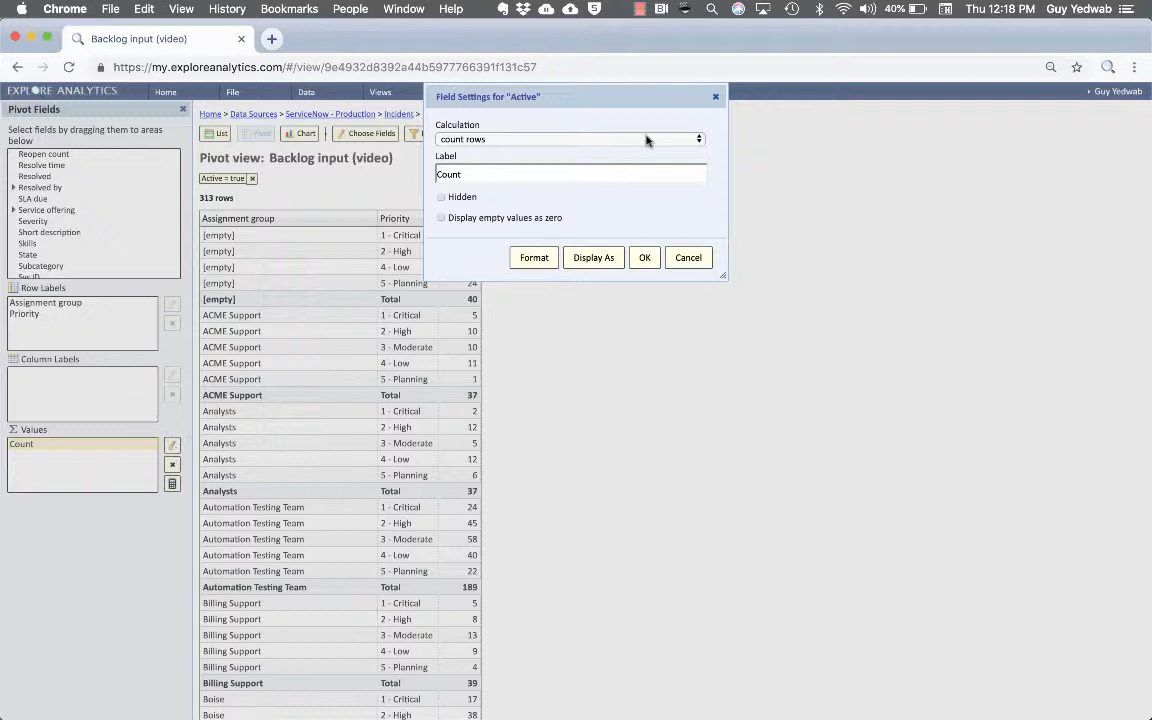 Chrome File Edit View History Bookmarks People Window Help 40% Thu 12:18 PM Guy Yedwab
Backlog input (video)
https://my.exploreanalytics.com/#/view/9e4932d8392a44b5977766391f131c57
EXPLORE ANALYTICS Home File Data Views Guy Yedwab
Pivot Fields
Select fields by dragging them to areas
below
Reopen count
Resolve time
Resolved
Resolved by
SLA due
Service offering
Severity
Short description
Skills
State
Subcategory
Sys ID
Row Labels
Assignment group
Priority
Column Labels
Σ Values
Count
Home > Data Sources > ServiceNow - Production > Incident >
List Pivot Chart Choose Fields
Pivot view: Backlog input (video)
Active = true
313 rows
Assignment group Priority
[empty] 1 - Critical
[empty] 2 - High
[empty] 4 - Low
[empty] 5 - Planning 24
[empty] Total 40
ACME Support 1 - Critical 5
ACME Support 2 - High 10
ACME Support 3 - Moderate 10
ACME Support 4 - Low 11
ACME Support 5 - Planning 1
ACME Support Total 37
Analysts 1 - Critical 2
Analysts 2 - High 12
Analysts 3 - Moderate 5
Analysts 4 - Low 12
Analysts 5 - Planning 6
Analysts Total 37
Automation Testing Team 1 - Critical 24
Automation Testing Team 2 - High 45
Automation Testing Team 3 - Moderate 58
Automation Testing Team 4 - Low 40
Automation Testing Team 5 - Planning 22
Automation Testing Team Total 189
Billing Support 1 - Critical 5
Billing Support 2 - High 8
Billing Support 3 - Moderate 13
Billing Support 4 - Low 9
Billing Support 5 - Planning 4
Billing Support Total 39
Boise 1 - Critical 17
Boise 2 - High 38
Field Settings for "Active"
Calculation
count rows
Label
Count
Hidden
Display empty values as zero
Format Display As OK Cancel